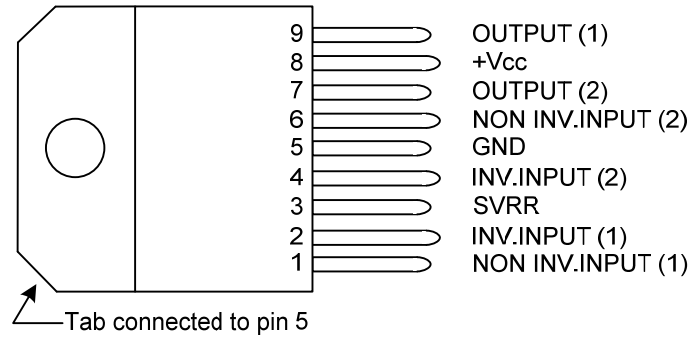 9 OUTPUT (1)
8 +Vcc
7 OUTPUT (2)
6 NON INV.INPUT (2)
5 GND
4 INV.INPUT (2)
3 SVRR
2 INV.INPUT (1)
1 NON INV.INPUT (1)
Tab connected to pin 5